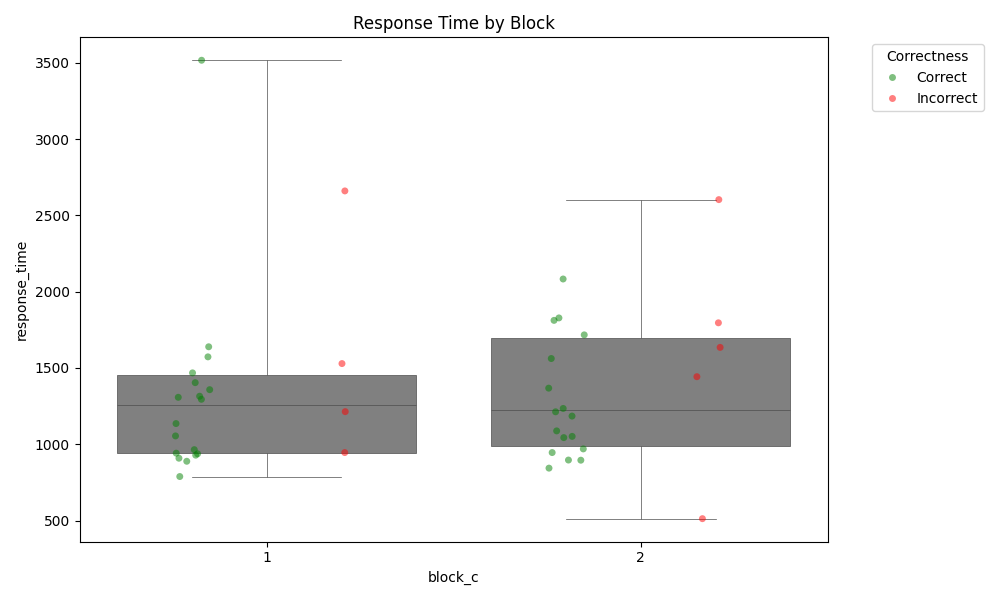 Response Time by Block
Correctness
Correct
Incorrect
response_time
3500
3000
2500
2000
1500
1000
500
1
2
block_c